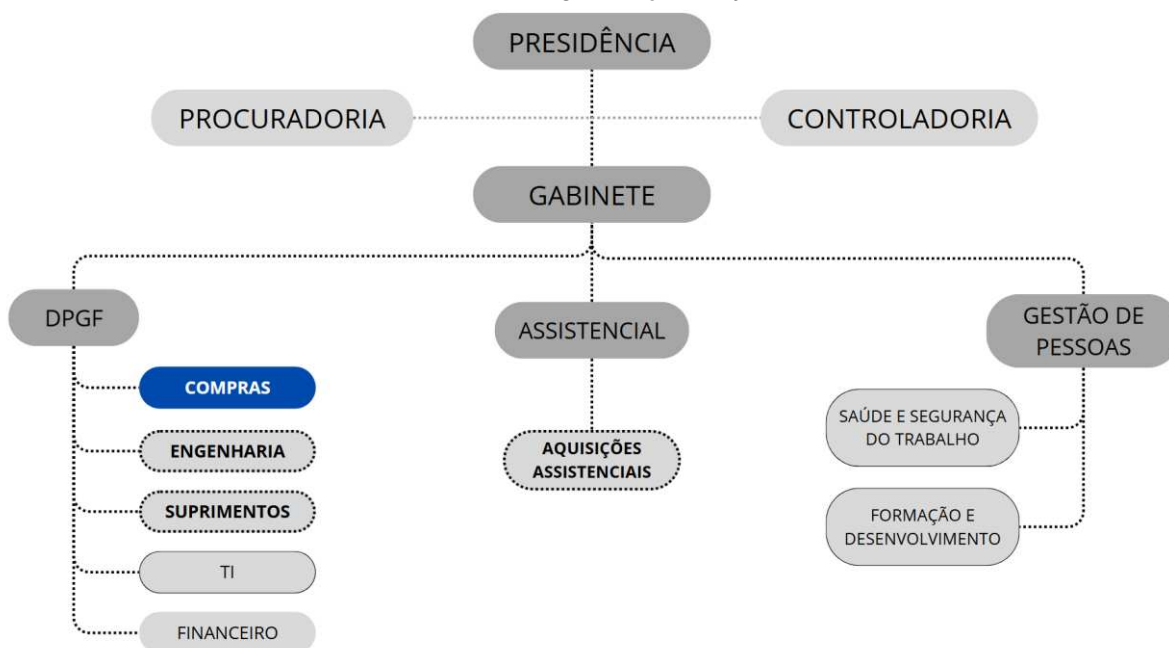 PRESIDÊNCIA
PROCURADORIA
CONTROLADORIA
GABINETE
DPGF
COMPRAS
ENGENHARIA
SUPRIMENTOS
TI
FINANCEIRO
ASSISTENCIAL
AQUISIÇÕES
ASSISTENCIAIS
GESTÃO DE
PESSOAS
SAÚDE E SEGURANÇA
DO TRABALHO
FORMAÇÃO E
DESENVOLVIMENTO